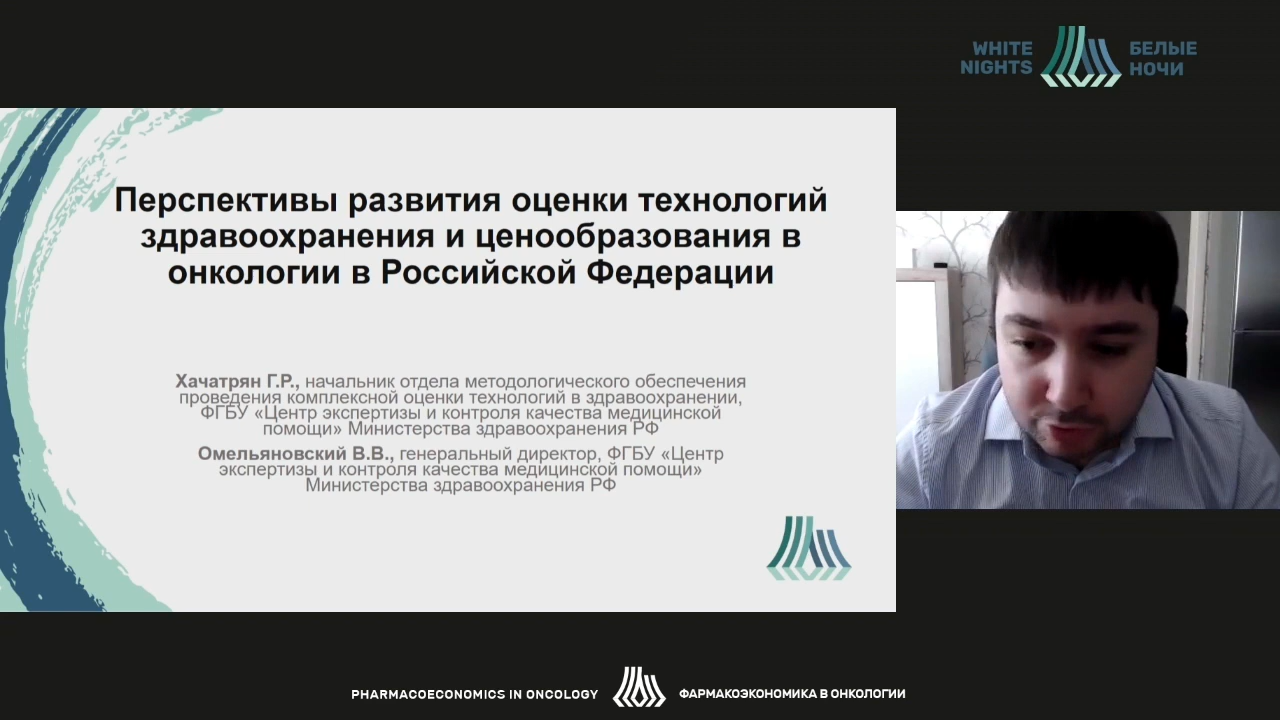 WHITE
NIGHTS
БЕЛЫЕ
НОЧИ
Перспективы развития оценки технологий
здравоохранения и ценообразования в
онкологии в Российской Федерации
Хачатрян Г.Р., начальник отдела методологического обеспечения
проведения комплексной оценки технологий в здравоохранении,
ФГБУ «Центр экспертизы и контроля качества медицинской
помощи» Министерства здравоохранения РФ
Омельяновский В.В., генеральный директор, ФГБУ «Центр
экспертизы и контроля качества медицинской помощи»
Министерства здравоохранения РФ
PHARMACOECONOMICS IN ONCOLOGY
ФАРМАКОЭКОНОМИКА В ОНКОЛОГИИ